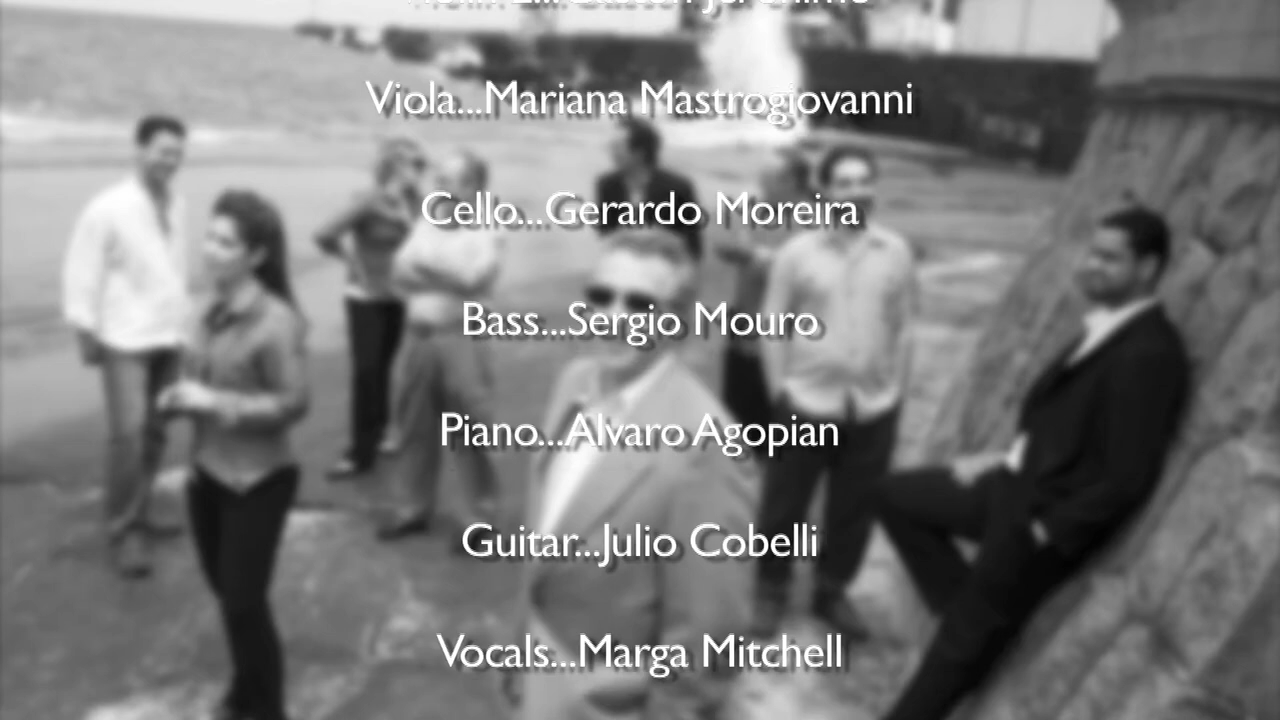 Viola...Mariana Mastrogiovanni
Cello...Gerardo Moreira
Bass...Sergio Mouro
Piano...Alvaro Agopian
Guitar...Julio Cobelli
Vocals...Marga Mitchell